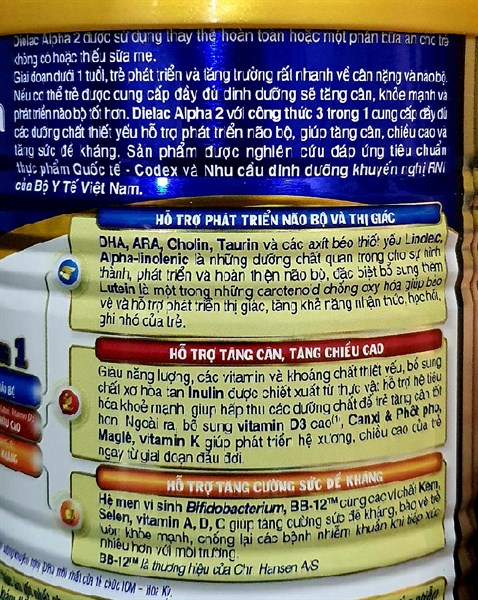 Dielac Alpha 2 được sử dụng thay thế hoàn toàn hoặc một phần bữa ăn cho trẻ
không có hoặc thiếu sữa mẹ.
Giai đoạn dưới 1 tuổi, trẻ phát triển và tăng trưởng rất nhanh về cân nặng và não bộ.
Nếu cơ thể trẻ được cung cấp đầy đủ dinh dưỡng sẽ tăng cân, khỏe mạnh và
phát triển não bộ tốt hơn. Dielac Alpha 2 với công thức 3 trong 1 cung cấp đầy đủ
các dưỡng chất thiết yếu hỗ trợ phát triển não bộ, giúp tăng cân, chiều cao và
tăng sức đề kháng. Sản phẩm được nghiên cứu đáp ứng tiêu chuẩn
thực phẩm Quốc tế - Codex và Nhu cầu dinh dưỡng khuyến nghị RNI
của Bộ Y Tế Việt Nam.
HỖ TRỢ PHÁT TRIỂN NÃO BỘ VÀ THỊ GIÁC
DHA, ARA, Cholin, Taurin và các axít béo thiết yếu Linoleic,
Alpha-linolenic là những dưỡng chất quan trọng cho sự hình
thành, phát triển và hoàn thiện não bộ, đặc biệt bổ sung thêm
Lutein là một trong những carotenoid chống oxy hóa giúp bảo
vệ và hỗ trợ phát triển thị giác, tăng khả năng nhận thức, học hỏi,
ghi nhớ của trẻ.
HỖ TRỢ TĂNG CÂN, TĂNG CHIỀU CAO
Giàu năng lượng, các vitamin và khoáng chất thiết yếu, bổ sung
chất xơ hòa tan Inulin được chiết xuất từ thực vật hỗ trợ hệ tiêu
hóa khoẻ mạnh giúp hấp thu các dưỡng chất để trẻ tăng cân tốt
hơn. Ngoài ra, bổ sung vitamin D3 cao(1), Canxi & Phốt pho,
Magiê, vitamin K giúp phát triển hệ xương, chiều cao của trẻ
ngay từ giai đoạn đầu đời.
HỖ TRỢ TĂNG CƯỜNG SỨC ĐỀ KHÁNG
Hệ men vi sinh Bifidobacterium, BB-12™ cùng các vi chất Kẽm,
Selen, vitamin A, D, C giúp tăng cường sức đề kháng, bảo vệ trẻ
luôn khỏe mạnh, chống lại các bệnh nhiễm khuẩn khi tiếp xúc
nhiều hơn với môi trường.
BB-12™ là thương hiệu của Chr. Hansen A/S